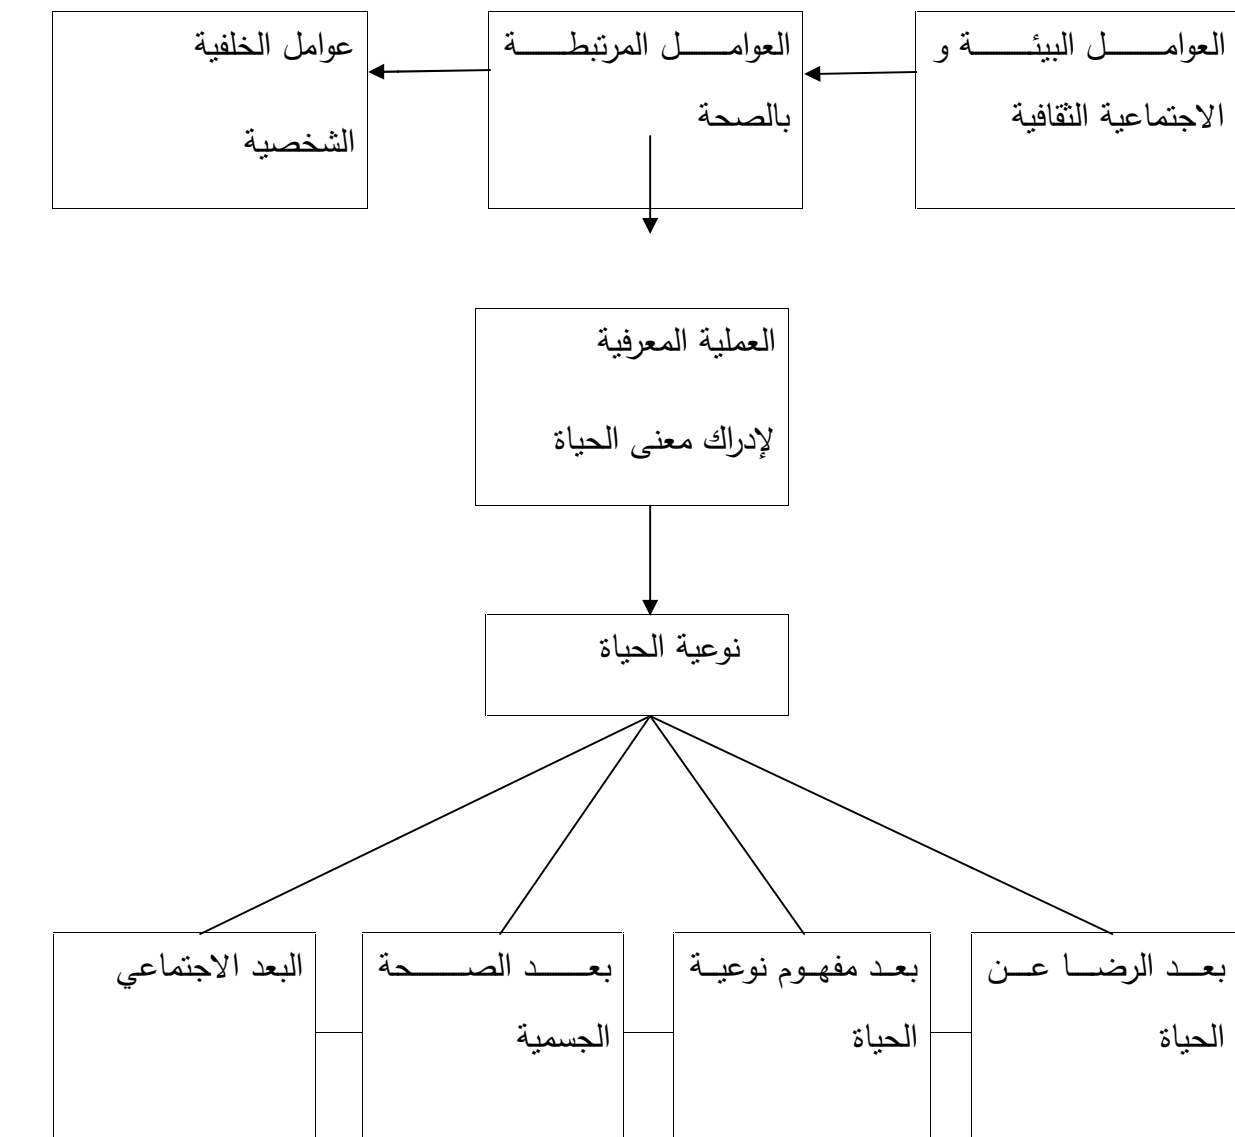 العوامل البيئة و
الاجتماعية الثقافية
العوامل المرتبطة
بالصحة
عوامل الخلفية
الشخصية
العملية المعرفية
لإدراك معنى الحياة
نوعية الحياة
بعد الرضا عن
الحياة
بعد مفهوم نوعية
الحياة
بعد الصحة
الجسمية
البعد الاجتماعي